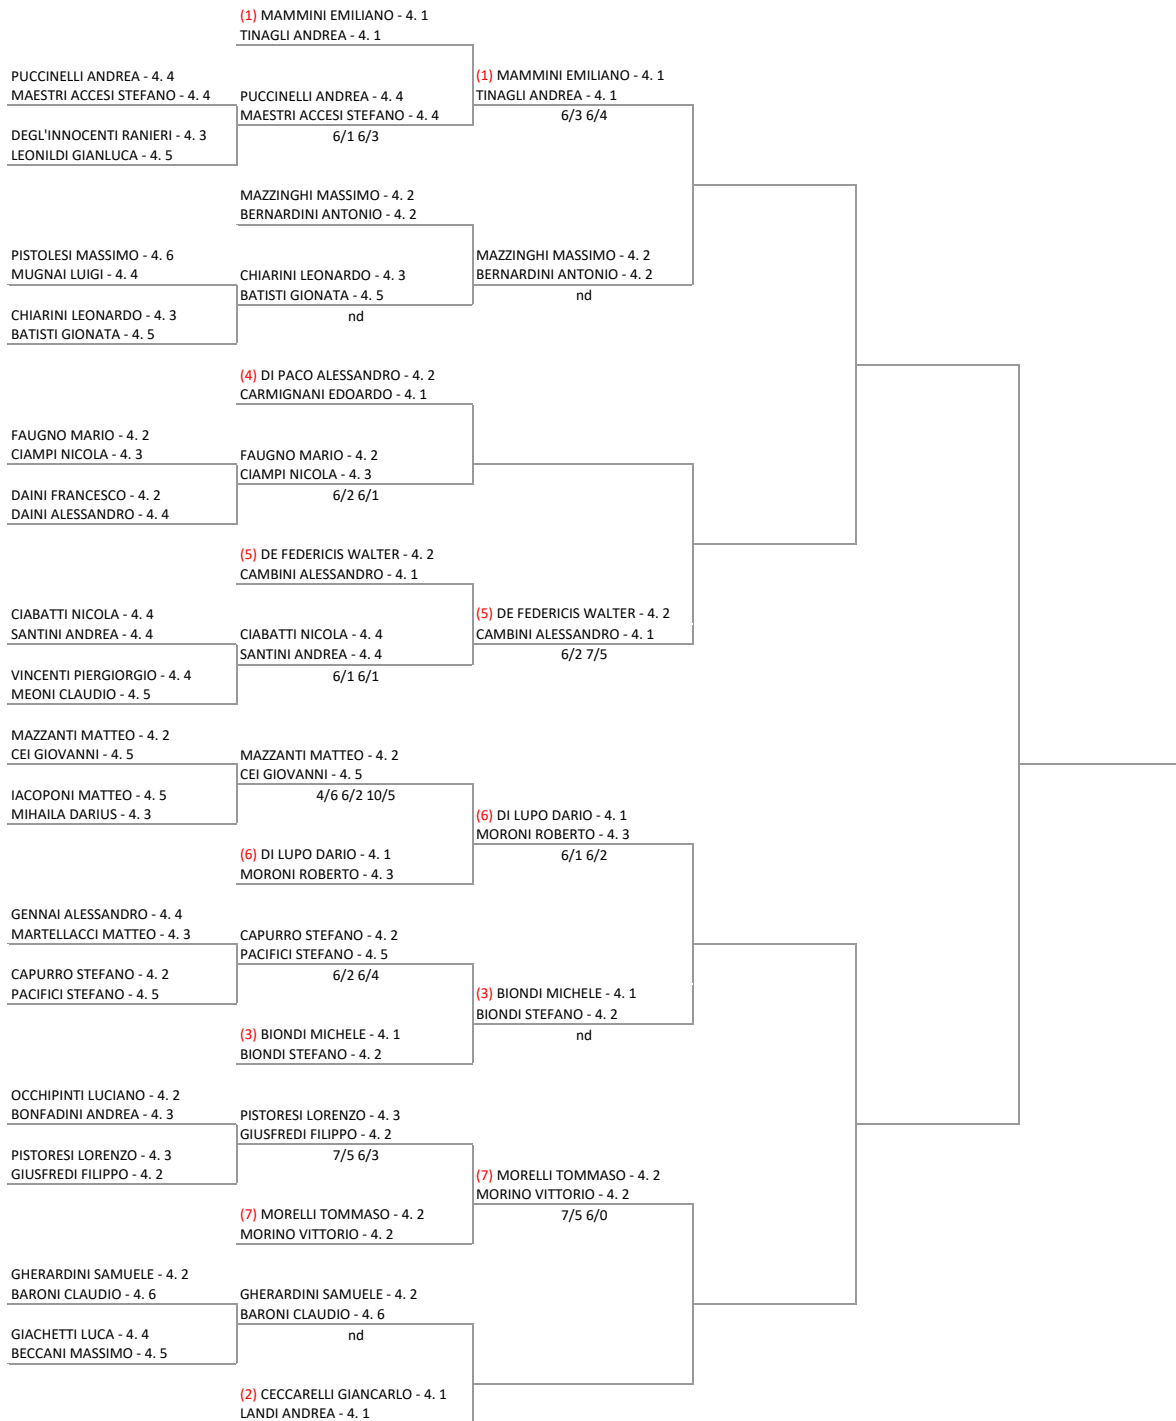 (1) MAMMINI EMILIANO - 4. 1
TINAGLI ANDREA - 4. 1
PUCCINELLI ANDREA - 4. 4
MAESTRI ACCESI STEFANO - 4. 4
(1) MAMMINI EMILIANO - 4. 1
TINAGLI ANDREA - 4. 1
6/3 6/4
PUCCINELLI ANDREA - 4. 4
MAESTRI ACCESI STEFANO - 4. 4
6/1 6/3
DEGL'INNOCENTI RANIERI - 4. 3
LEONILDI GIANLUCA - 4. 5
MAZZINGHI MASSIMO - 4. 2
BERNARDINI ANTONIO - 4. 2
PISTOLESI MASSIMO - 4. 6
MUGNAI LUIGI - 4. 4
MAZZINGHI MASSIMO - 4. 2
BERNARDINI ANTONIO - 4. 2
nd
CHIARINI LEONARDO - 4. 3
BATISTI GIONATA - 4. 5
nd
CHIARINI LEONARDO - 4. 3
BATISTI GIONATA - 4. 5
(4) DI PACO ALESSANDRO - 4. 2
CARMIGNANI EDOARDO - 4. 1
FAUGNO MARIO - 4. 2
CIAMPI NICOLA - 4. 3
FAUGNO MARIO - 4. 2
CIAMPI NICOLA - 4. 3
6/2 6/1
DAINI FRANCESCO - 4. 2
DAINI ALESSANDRO - 4. 4
(5) DE FEDERICIS WALTER - 4. 2
CAMBINI ALESSANDRO - 4. 1
CIABATTI NICOLA - 4. 4
SANTINI ANDREA - 4. 4
(5) DE FEDERICIS WALTER - 4. 2
CAMBINI ALESSANDRO - 4. 1
6/2 7/5
CIABATTI NICOLA - 4. 4
SANTINI ANDREA - 4. 4
6/1 6/1
VINCENTI PIERGIORGIO - 4. 4
MEONI CLAUDIO - 4. 5
MAZZANTI MATTEO - 4. 2
CEI GIOVANNI - 4. 5
MAZZANTI MATTEO - 4. 2
CEI GIOVANNI - 4. 5
4/6 6/2 10/5
IACOPONI MATTEO - 4. 5
MIHAILA DARIUS - 4. 3
(6) DI LUPO DARIO - 4. 1
MORONI ROBERTO - 4. 3
6/1 6/2
(6) DI LUPO DARIO - 4. 1
MORONI ROBERTO - 4. 3
GENNAI ALESSANDRO - 4. 4
MARTELLACCI MATTEO - 4. 3
CAPURRO STEFANO - 4. 2
PACIFICI STEFANO - 4. 5
6/2 6/4
CAPURRO STEFANO - 4. 2
PACIFICI STEFANO - 4. 5
(3) BIONDI MICHELE - 4. 1
BIONDI STEFANO - 4. 2
nd
(3) BIONDI MICHELE - 4. 1
BIONDI STEFANO - 4. 2
OCCHIPINTI LUCIANO - 4. 2
BONFADINI ANDREA - 4. 3
PISTORESI LORENZO - 4. 3
GIUSFREDI FILIPPO - 4. 2
7/5 6/3
PISTORESI LORENZO - 4. 3
GIUSFREDI FILIPPO - 4. 2
(7) MORELLI TOMMASO - 4. 2
MORINO VITTORIO - 4. 2
7/5 6/0
(7) MORELLI TOMMASO - 4. 2
MORINO VITTORIO - 4. 2
GHERARDINI SAMUELE - 4. 2
BARONI CLAUDIO - 4. 6
GHERARDINI SAMUELE - 4. 2
BARONI CLAUDIO - 4. 6
nd
GIACHETTI LUCA - 4. 4
BECCANI MASSIMO - 4. 5
(2) CECCARELLI GIANCARLO - 4. 1
LANDI ANDREA - 4. 1